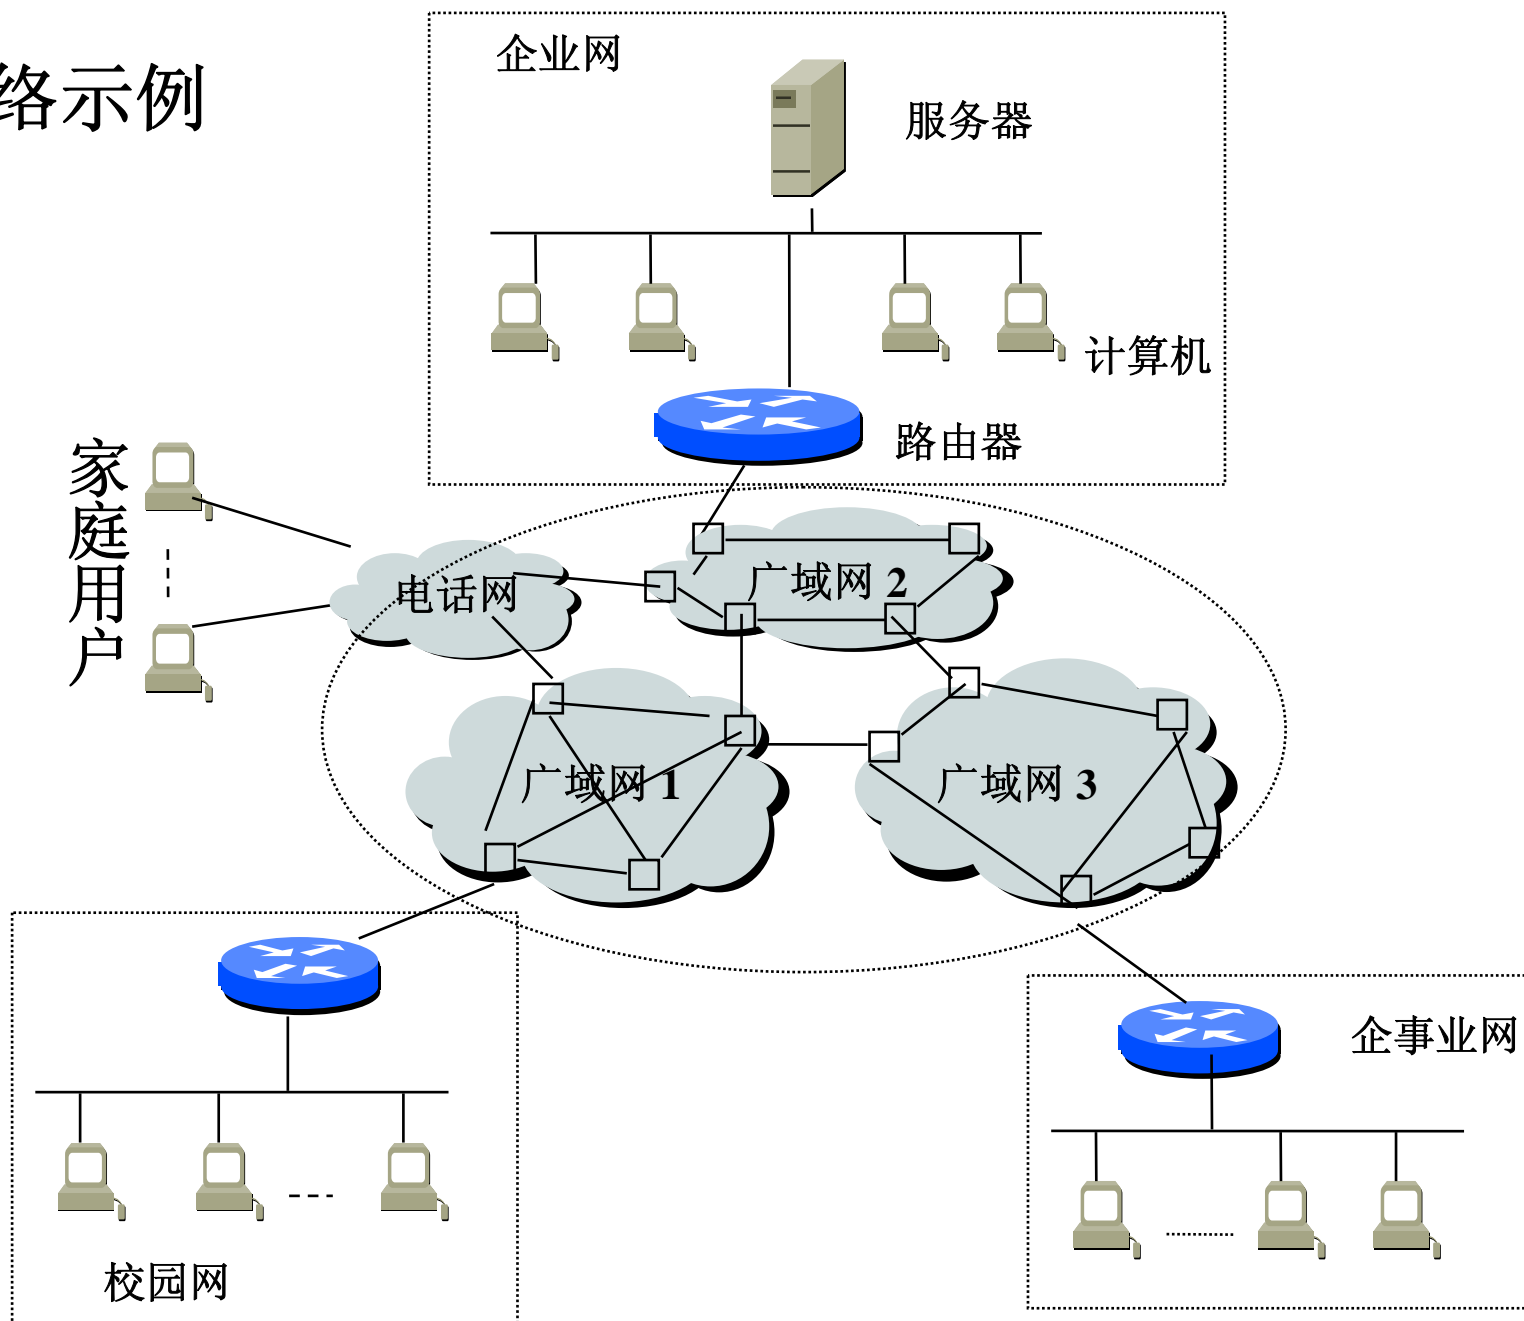 络示例
企业网
服务器
计算机
路由器
家庭用户
电话网
广域网 2
广域网 1
广域网 3
企事业网
校园网